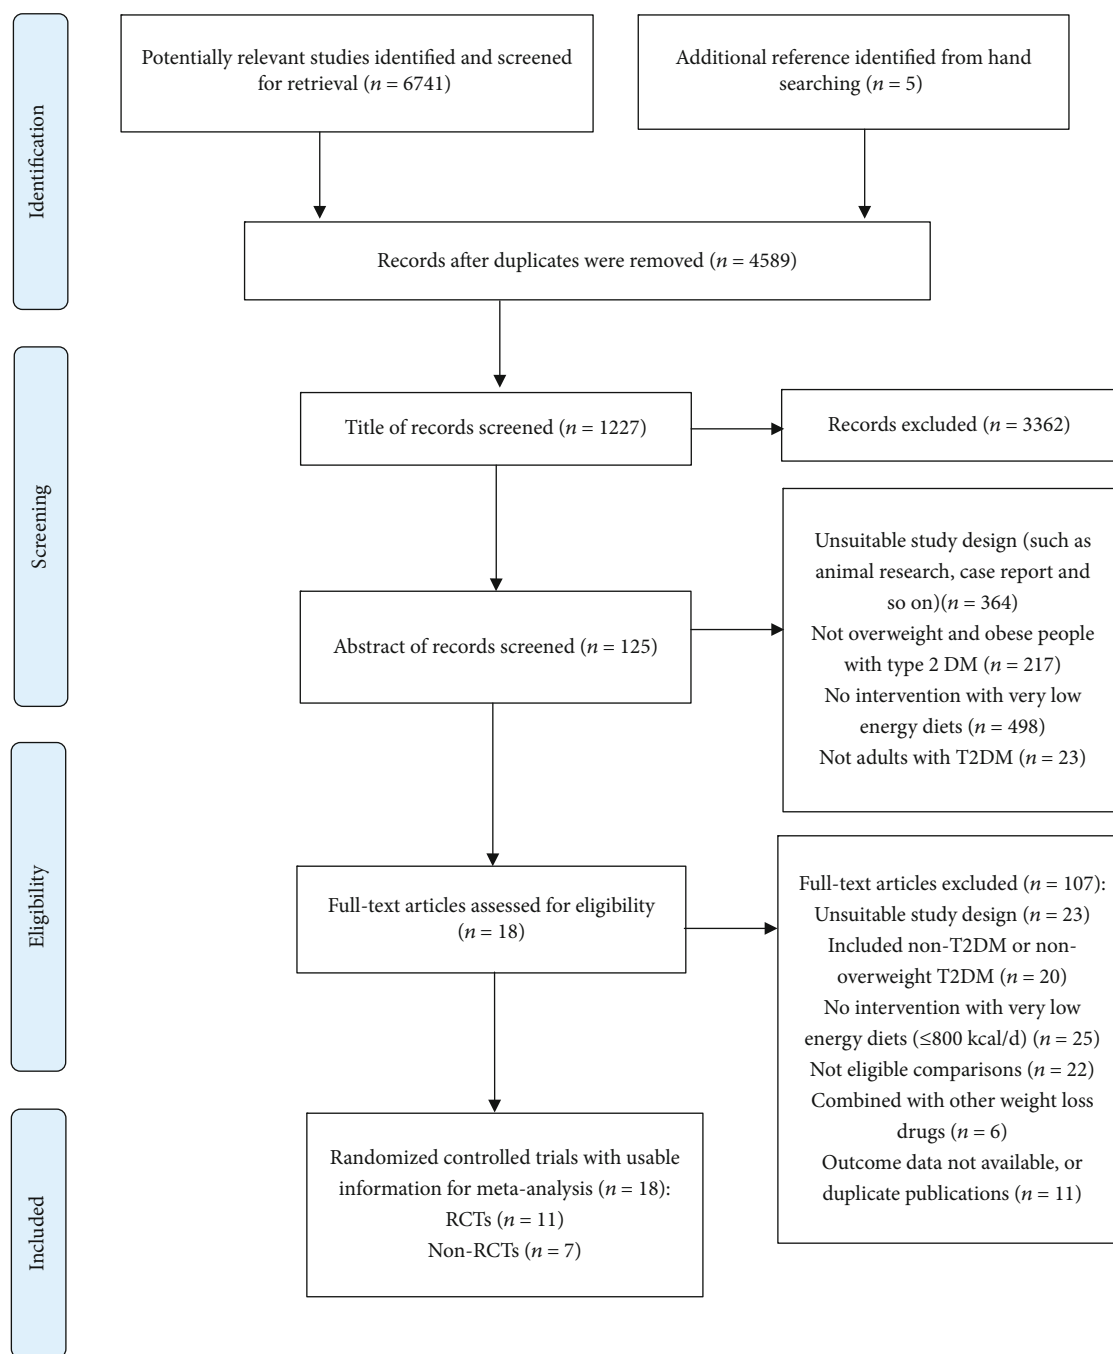 Identification
Potentially relevant studies identified and screened
for retrieval (n = 6741)
Additional reference identified from hand
searching (n = 5)
Records after duplicates were removed (n = 4589)
Screening
Title of records screened (n = 1227)
Records excluded (n = 3362)
Abstract of records screened (n = 125)
Unsuitable study design (such as
animal research, case report and
so on)(n = 364)
Not overweight and obese people
with type 2 DM (n = 217)
No intervention with very low
energy diets (n = 498)
Not adults with T2DM (n = 23)
Eligibility
Full-text articles assessed for eligibility
(n = 18)
Full-text articles excluded (n = 107):
Unsuitable study design (n = 23)
Included non-T2DM or non-
overweight T2DM (n = 20)
No intervention with very low
energy diets (≤800 kcal/d) (n = 25)
Not eligible comparisons (n = 22)
Combined with other weight loss
drugs (n = 6)
Outcome data not available, or
duplicate publications (n = 11)
Included
Randomized controlled trials with usable
information for meta-analysis (n = 18):
RCTs (n = 11)
Non-RCTs (n = 7)